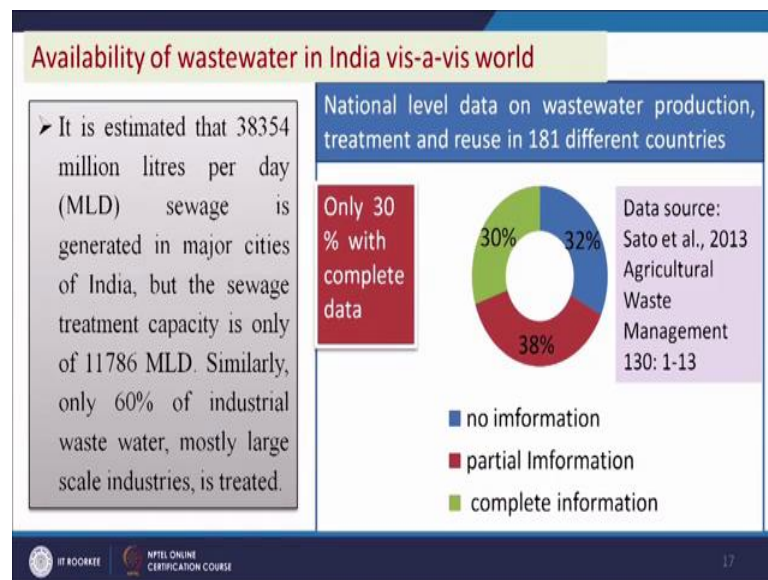 Availability of wastewater in India vis-a-vis world
➤ It is estimated that 38354
million litres per day
(MLD) sewage is
generated in major cities
of India, but the sewage
treatment capacity is only
of 11786 MLD. Similarly,
only 60% of industrial
waste water, mostly large
scale industries, is treated.
National level data on wastewater production,
treatment and reuse in 181 different countries
Only 30
% with
complete
data
30%
32%
38%
Data source:
Sato et al., 2013
Agricultural
Waste
Management
130: 1-13
no imformation
partial Imformation
complete information
IIT ROORKEE
NPTEL ONLINE
CERTIFICATION COURSE
17